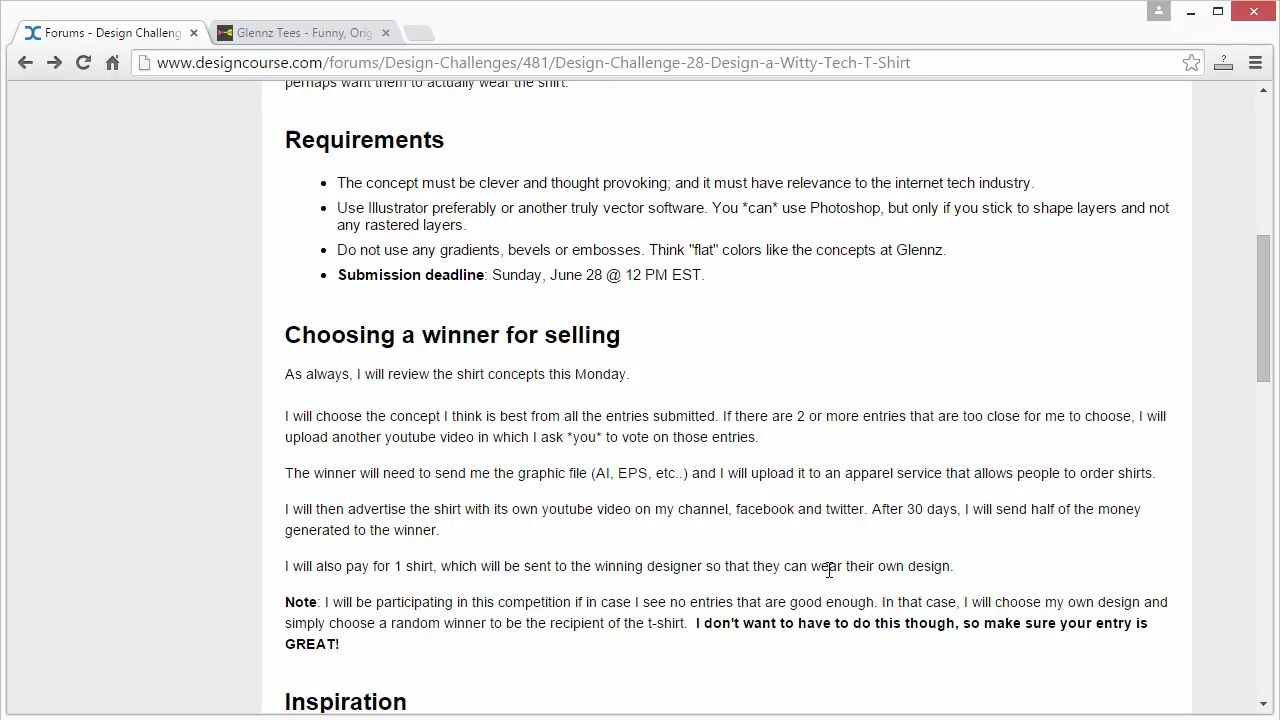 Forums - Design Challeng
Glennz Tees - Funny, Orig
www.designcourse.com/forums/Design-Challenges/481/Design-Challenge-28-Design-a-Witty-Tech-T-Shirt
perhaps want them to actually wear the shirt.
Requirements
The concept must be clever and thought provoking; and it must have relevance to the internet tech industry.
Use Illustrator preferably or another truly vector software. You *can* use Photoshop, but only if you stick to shape layers and not
any rastered layers.
Do not use any gradients, bevels or embosses. Think "flat" colors like the concepts at Glennz.
Submission deadline: Sunday, June 28 @ 12 PM EST.
Choosing a winner for selling
As always, I will review the shirt concepts this Monday.
I will choose the concept I think is best from all the entries submitted. If there are 2 or more entries that are too close for me to choose, I will
upload another youtube video in which I ask *you* to vote on those entries.
The winner will need to send me the graphic file (AI, EPS, etc..) and I will upload it to an apparel service that allows people to order shirts.
I will then advertise the shirt with its own youtube video on my channel, facebook and twitter. After 30 days, I will send half of the money
generated to the winner.
I will also pay for 1 shirt, which will be sent to the winning designer so that they can wear their own design.
Note: I will be participating in this competition if in case I see no entries that are good enough. In that case, I will choose my own design and
simply choose a random winner to be the recipient of the t-shirt. I don't want to have to do this though, so make sure your entry is
GREAT!
Inspiration